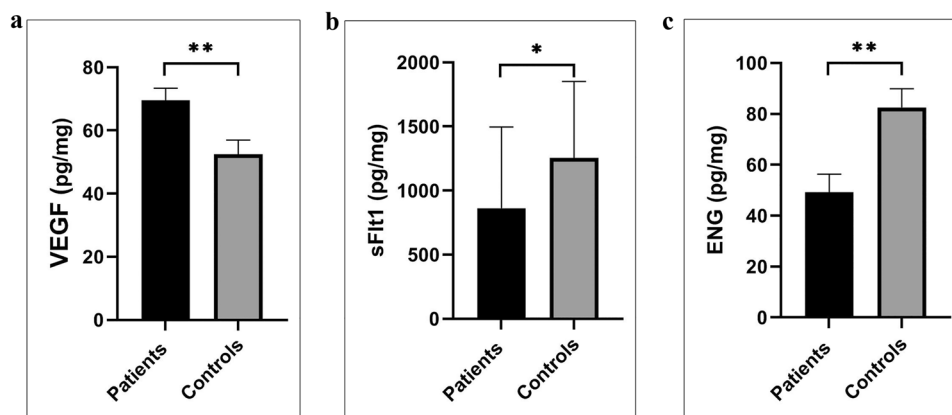 a
**
80
60
40
20
0
VEGF (pg/mg)
Patients
Controls
b
*
2000
1500
1000
500
0
sFlt1 (pg/mg)
Patients
Controls
c
**
100
80
60
40
20
0
ENG (pg/mg)
Patients
Controls